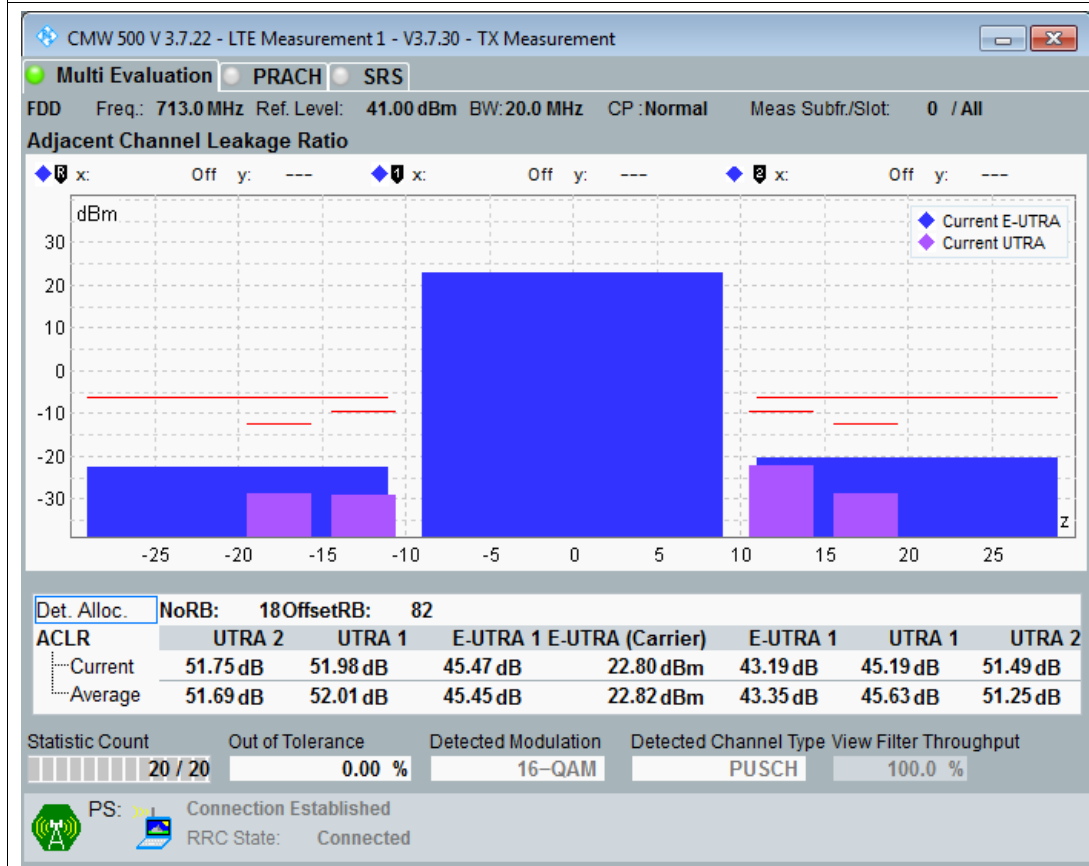 CMW 500 V 3.7.22 - LTE Measurement 1 - V3.7.30 - TX Measurement
Multi Evaluation PRACH SRS
FDD Freq.: 713.0 MHz Ref. Level: 41.00 dBm BW: 20.0 MHz CP : Normal Meas Subfr./Slot: 0 / All
Adjacent Channel Leakage Ratio
R x: Off y: --- 1 x: Off y: --- 2 x: Off y: ---
dBm
Current E-UTRA
Current UTRA
30
20
10
0
-10
-20
-30
z
-25 -20 -15 -10 -5 0 5 10 15 20 25
Det. Alloc. NoRB: 18 OffsetRB: 82
ACLR UTRA 2 UTRA 1 E-UTRA 1 E-UTRA (Carrier) E-UTRA 1 UTRA 1 UTRA 2
Current 51.75 dB 51.98 dB 45.47 dB 22.80 dBm 43.19 dB 45.19 dB 51.49 dB
Average 51.69 dB 52.01 dB 45.45 dB 22.82 dBm 43.35 dB 45.63 dB 51.25 dB
Statistic Count Out of Tolerance Detected Modulation Detected Channel Type View Filter Throughput
20 / 20 0.00 % 16-QAM PUSCH 100.0 %
PS: Connection Established
RRC State: Connected